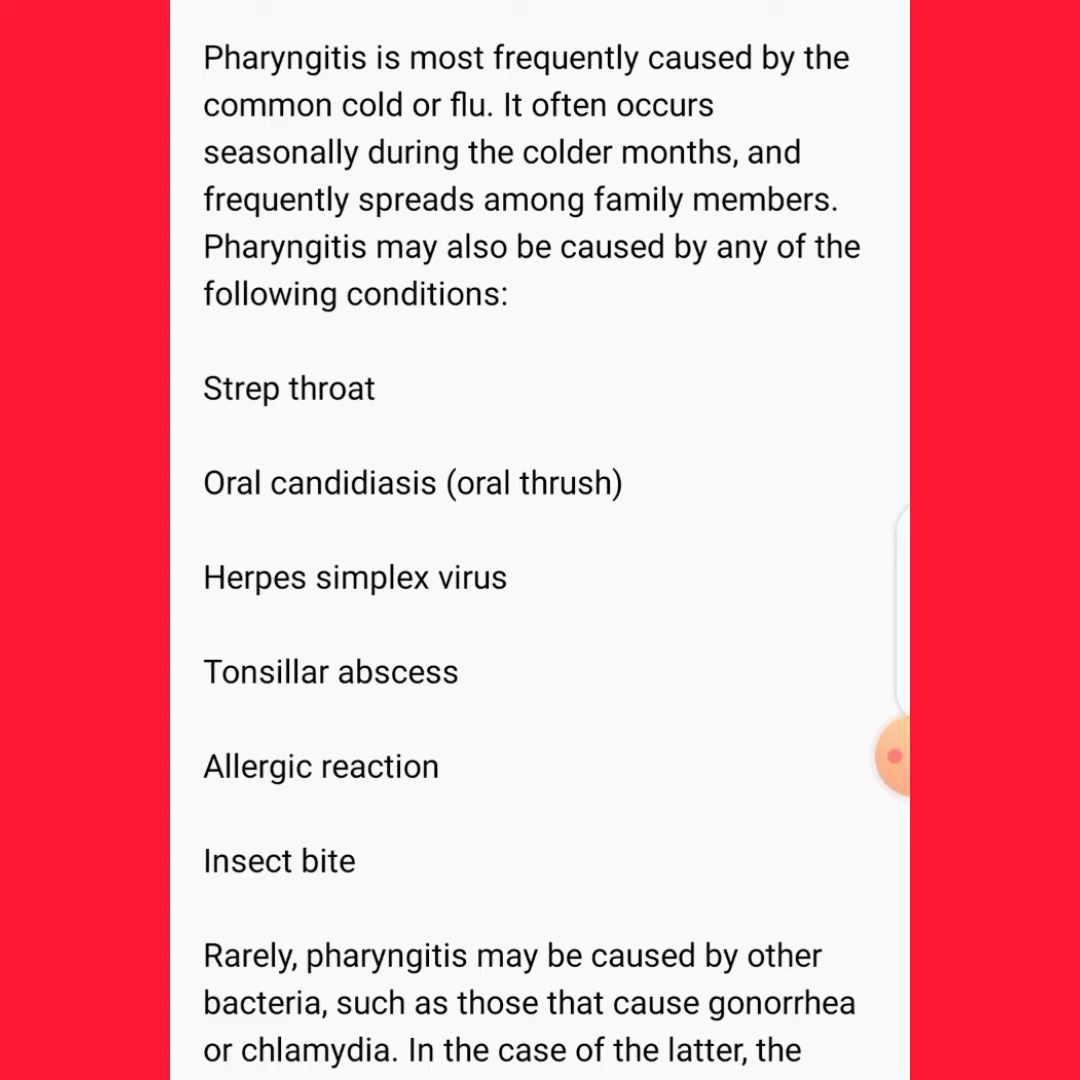 Pharyngitis is most frequently caused by the
common cold or flu. It often occurs
seasonally during the colder months, and
frequently spreads among family members.
Pharyngitis may also be caused by any of the
following conditions:
Strep throat
Oral candidiasis (oral thrush)
Herpes simplex virus
Tonsillar abscess
Allergic reaction
Insect bite
Rarely, pharyngitis may be caused by other
bacteria, such as those that cause gonorrhea
or chlamydia. In the case of the latter, the